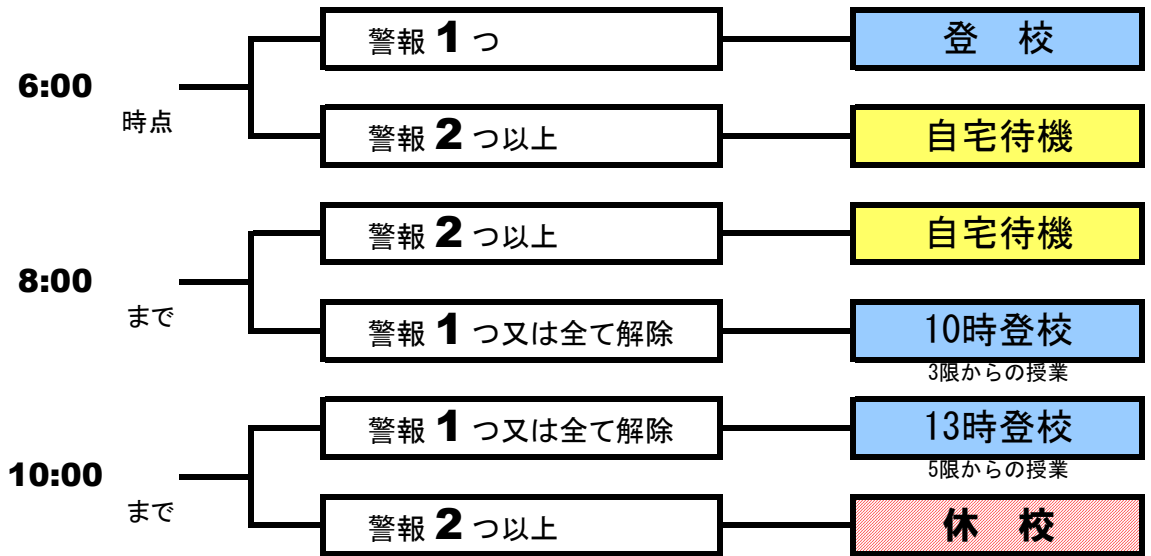 警報 1 つ
登 校
6:00
時点
警報 2 つ以上
自宅待機
警報 2 つ以上
自宅待機
8:00
まで
警報 1 つ又は全て解除
10時登校
3限からの授業
警報 1 つ又は全て解除
13時登校
5限からの授業
10:00
まで
警報 2 つ以上
休 校